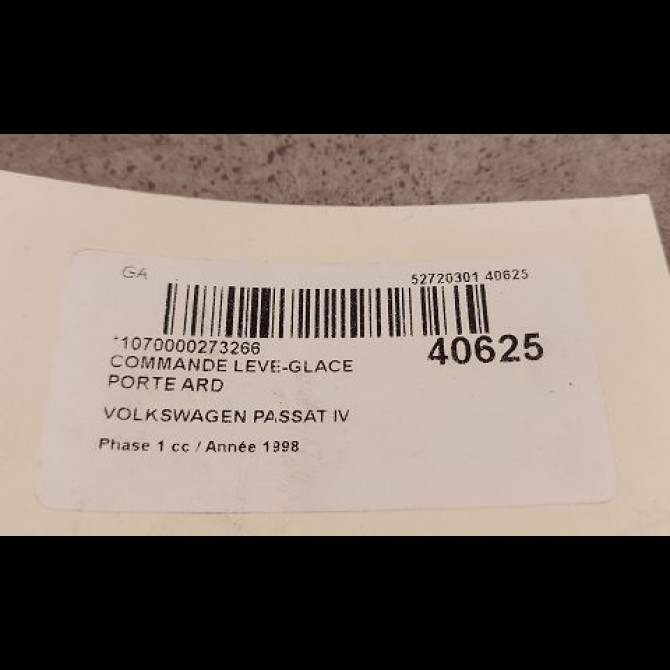 GA
52720301 40625
*1070000273266
40625
COMMANDE LEVE-GLACE
PORTE ARD
VOLKSWAGEN PASSAT IV
Phase 1 cc / Année 1998